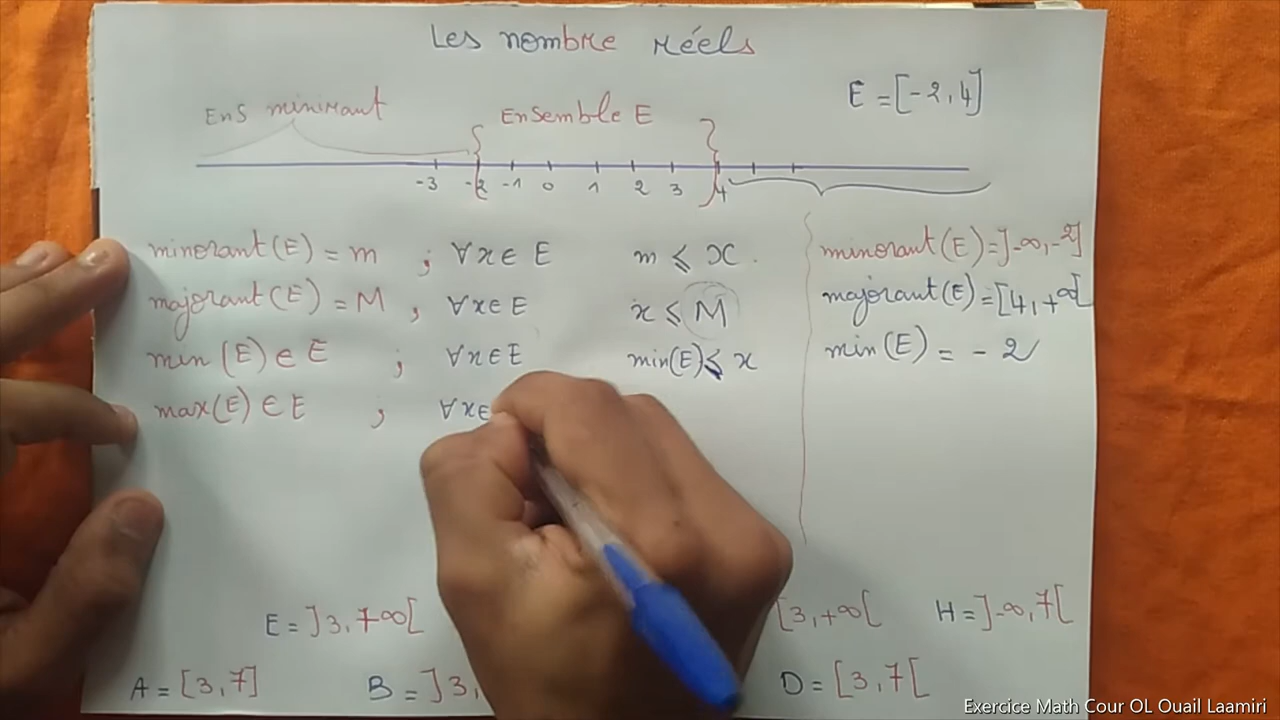 Les nombre réels
E = [-2, 4]
Ens minirant Ensemble E
-3 -2 -1 0 1 2 3 4
minorant(E) = m ; ∀x∈ E m ⩽ x
majorant(E) = M , ∀x∈E x ⩽ M
min (E) ∈ E ; ∀x∈E min(E) ⩽ x
max(E) ∈ E ; ∀x∈
minorant(E)=]-∞,-2]
majorant(E)=[4,+∞[
min(E) = - 2
E = ]3, +∞[ [3,+∞[ H = ]-∞,7[
A = [3,7] B = ]3, D = [3,7[
Exercice Math Cour OL Ouail Laamiri